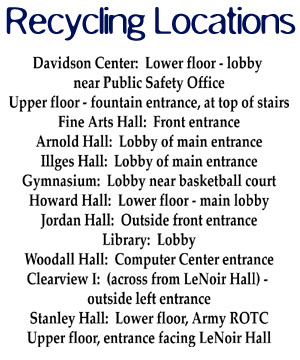 Recycling Locations
Davidson Center: Lower floor - lobby
near Public Safety Office
Upper floor - fountain entrance, at top of stairs
Fine Arts Hall: Front entrance
Arnold Hall: Lobby of main entrance
Illges Hall: Lobby of main entrance
Gymnasium: Lobby near basketball court
Howard Hall: Lower floor - main lobby
Jordan Hall: Outside front entrance
Library: Lobby
Woodall Hall: Computer Center entrance
Clearview I: (across from LeNoir Hall) -
outside left entrance
Stanley Hall: Lower floor, Army ROTC
Upper floor, entrance facing LeNoir Hall